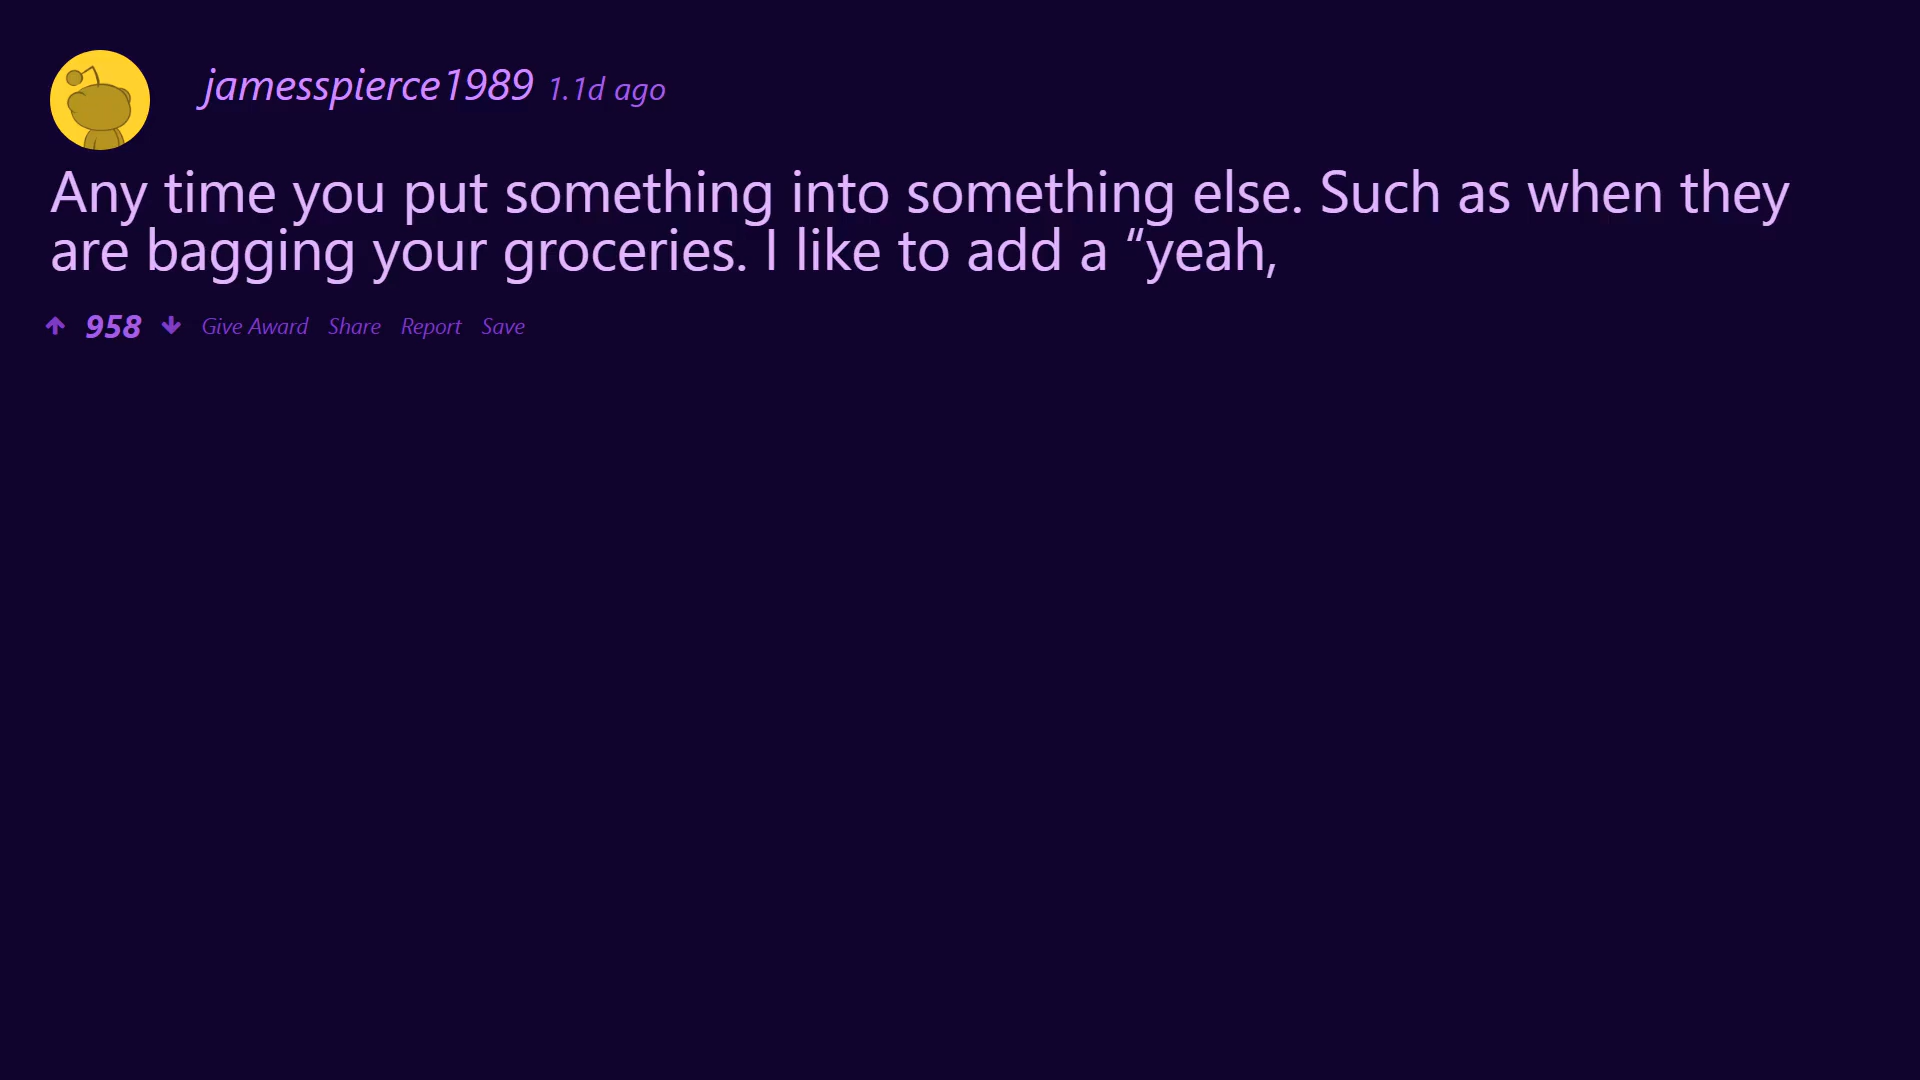 jamesspierce1989 1.1d ago
Any time you put something into something else. Such as when they
are bagging your groceries. I like to add a “yeah,
958 Give Award Share Report Save